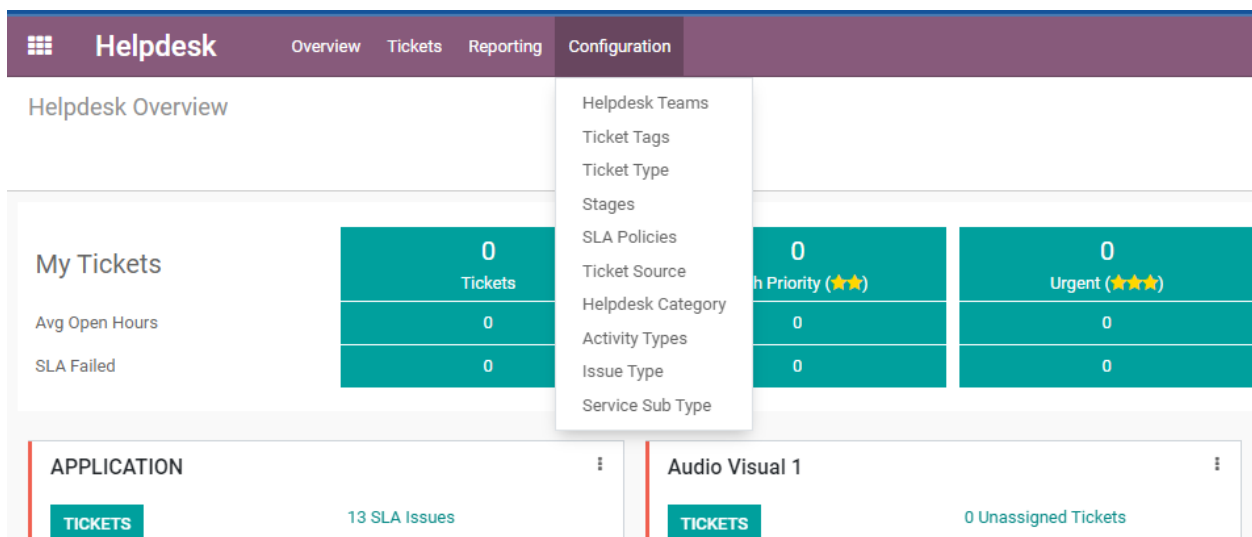 Helpdesk Overview Tickets Reporting Configuration
Helpdesk Overview
Helpdesk Teams
Ticket Tags
Ticket Type
Stages
SLA Policies
Ticket Source
Helpdesk Category
Activity Types
Issue Type
Service Sub Type
My Tickets
0 0 0
Tickets h Priority (★★) Urgent (★★★)
Avg Open Hours 0 0 0
SLA Failed 0 0 0
APPLICATION
TICKETS 13 SLA Issues
Audio Visual 1
TICKETS 0 Unassigned Tickets